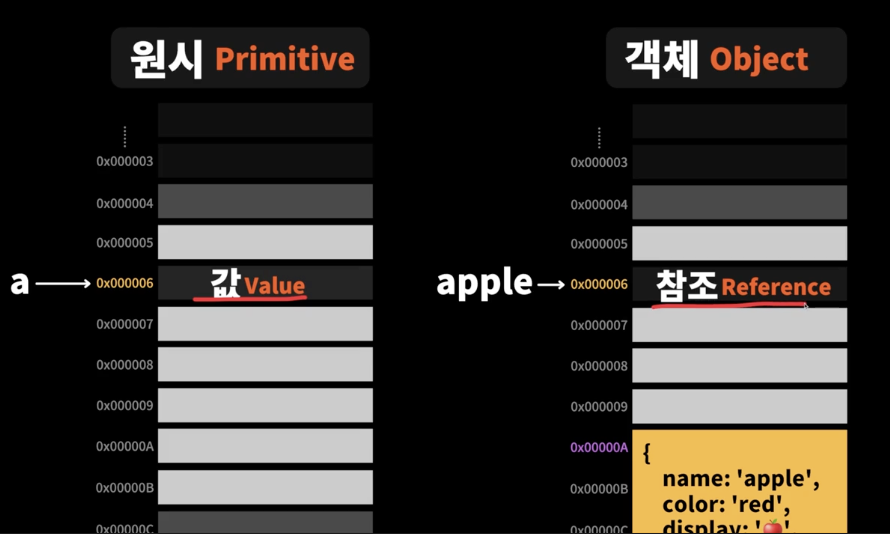 원시 Primitive
0x000003
0x000004
0x000005
a
0x000006
값 Value
0x000007
0x000008
0x000009
0x00000A
0x00000B
0x00000C
객체 Object
0x000003
0x000004
0x000005
apple
0x000006
참조 Reference
0x000007
0x000008
0x000009
0x00000A
{
0x00000B
name: 'apple',
color: 'red',
0x00000C
display: '🍎',